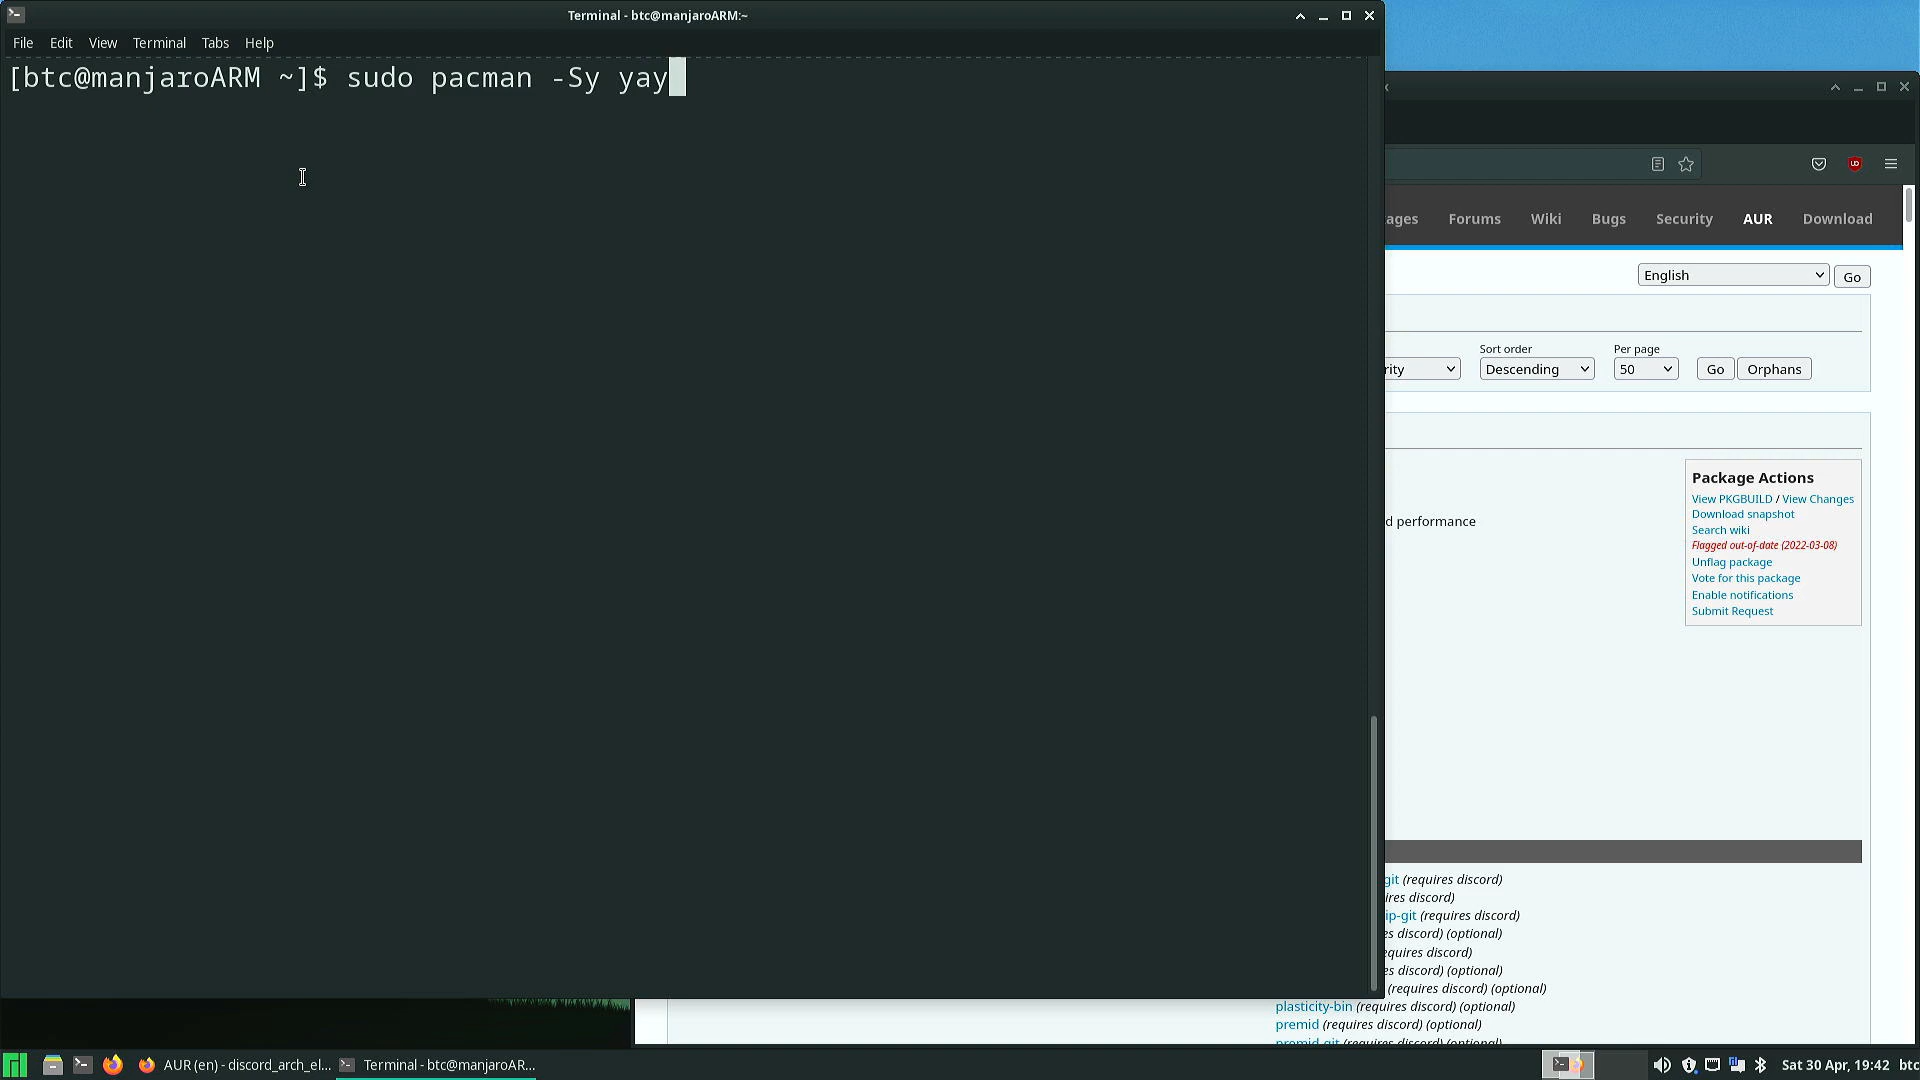 Terminal - btc@manjaroARM:~
File Edit View Terminal Tabs Help
[btc@manjaroARM ~]$ sudo pacman -Sy yay
ages Forums Wiki Bugs Security AUR Download
English Go
Sort order Per page
rity Descending 50 Go Orphans
Package Actions
View PKGBUILD / View Changes
Download snapshot
Search wiki
Flagged out-of-date (2022-03-08)
Unflag package
Vote for this package
Enable notifications
Submit Request
d performance
git (requires discord)
ires discord)
ip-git (requires discord)
es discord) (optional)
equires discord)
es discord) (optional)
(requires discord) (optional)
plasticity-bin (requires discord) (optional)
premid (requires discord) (optional)
premid-git (requires discord) (optional)
AUR (en) - discord_arch_el... Terminal - btc@manjaroAR... Sat 30 Apr, 19:42 btc